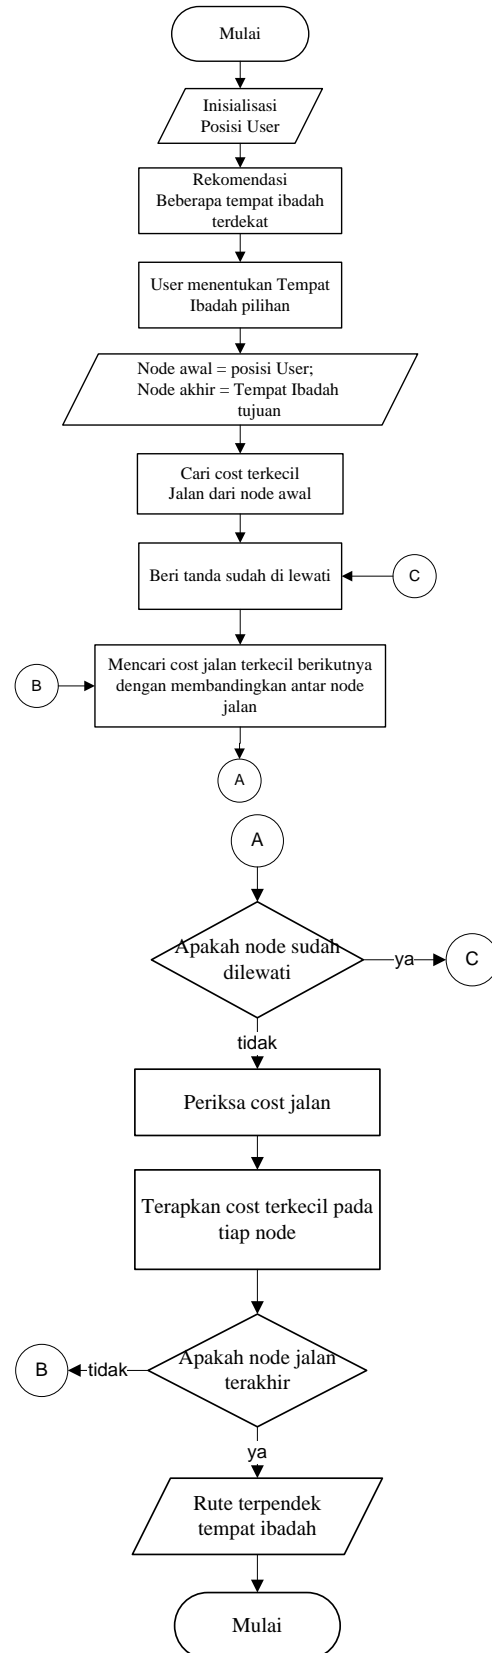 Mulai
Inisialisasi
Posisi User
Rekomendasi
Beberapa tempat ibadah
terdekat
User menentukan Tempat
Ibadah pilihan
Node awal = posisi User;
Node akhir = Tempat Ibadah
tujuan
Cari cost terkecil
Jalan dari node awal
Beri tanda sudah di lewati
C
Mencari cost jalan terkecil berikutnya
dengan membandingkan antar node
jalan
B
A
A
Apakah node sudah
dilewati
ya
C
tidak
Periksa cost jalan
Terapkan cost terkecil pada
tiap node
Apakah node jalan
terakhir
tidak
B
ya
Rute terpendek
tempat ibadah
Mulai